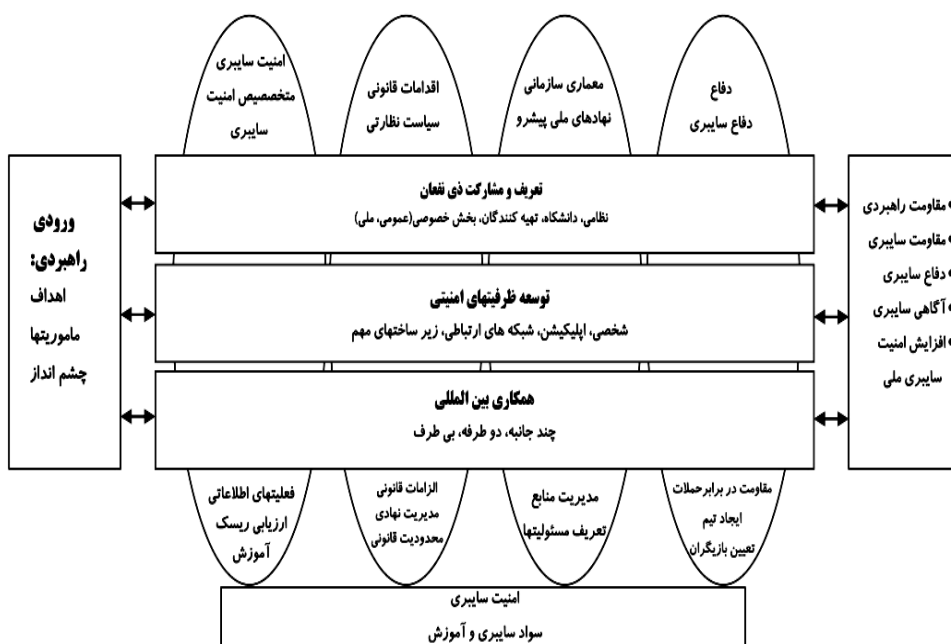 دفاع
دفاع سایبری
معماری سازمانی
نهادهای ملی پیشرو
اقدامات قانونی
سیاست نظارتی
امنیت سایبری
متخصصیص امنیت
سایبری
مقاومت راهبردی
مقاومت سایبری
دفاع سایبری
آگاهی سایبری
افزایش امنیت
سایبری ملی
تعریف و مشارکت ذی نفعان
نظامی، دانشگاه، تهیه کنندگان، بخش خصوصی(عمومی، ملی)
توسعه ظرفیتهای امنیتی
شخصی، اپلیکیشن، شبکه های ارتباطی، زیر ساختهای مهم
همکاری بین المللی
چند جانبه، دو طرفه، بی طرف
ورودی
راهبردی:
اهداف
ماموریتها
چشم انداز
مقاومت در برابرحملات
ایجاد تیم
تعیین بازیگران
مدیریت منابع
تعریف مسئولیتها
الزامات قانونی
مدیریت نهادی
محدودیت قانونی
فعلیتهای اطلاعاتی
ارزیابی ریسک
آموزش
امنیت سایبری
سواد سایبری و آموزش